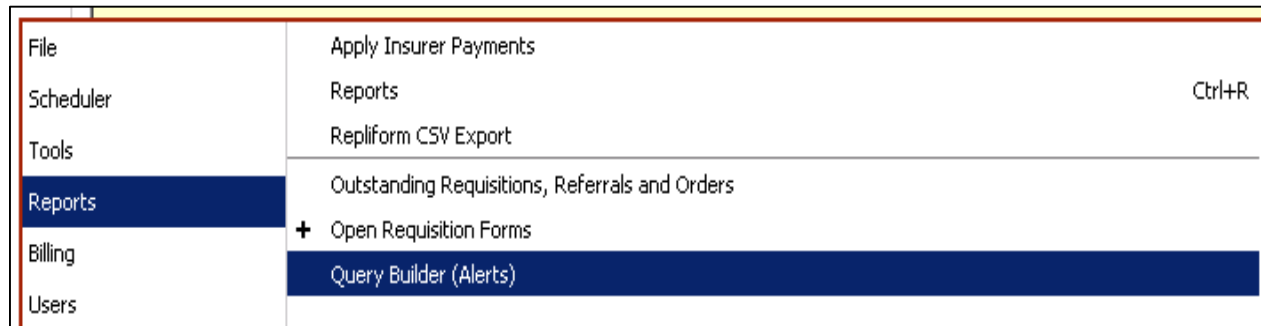 File
Scheduler
Tools
Reports
Billing
Users
Apply Insurer Payments
Reports Ctrl+R
Repliform CSV Export
Outstanding Requisitions, Referrals and Orders
+ Open Requisition Forms
Query Builder (Alerts)